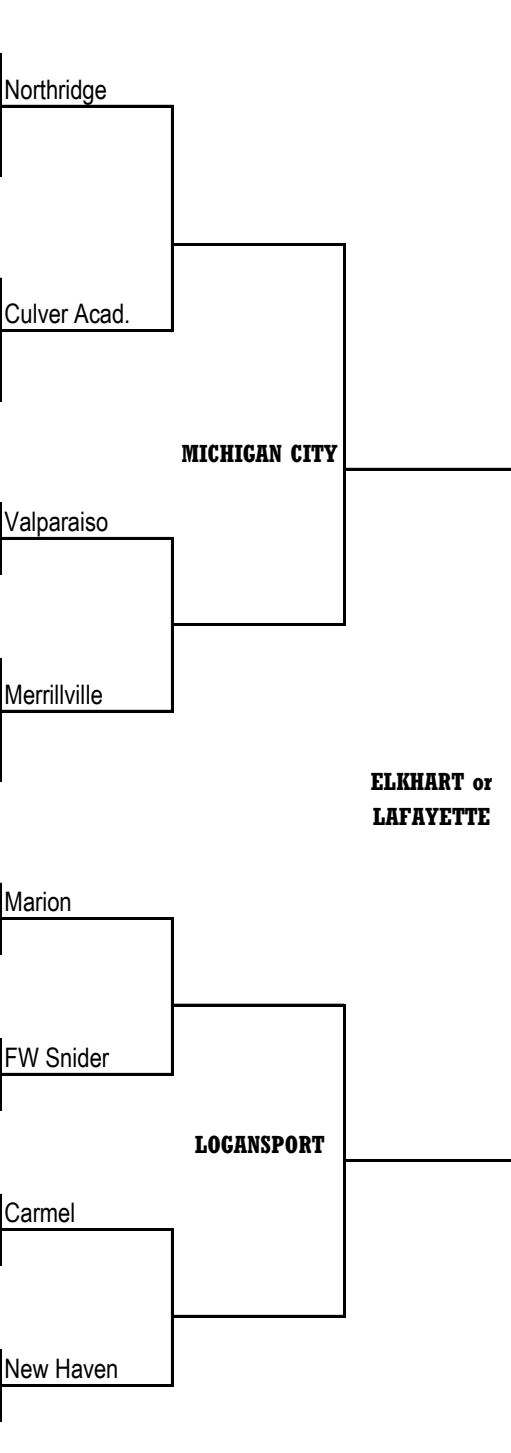 Northridge
Culver Acad.
MICHIGAN CITY
Valparaiso
Merrillville
ELKHART or
LAFAYETTE
Marion
FW Snider
LOGANSPORT
Carmel
New Haven